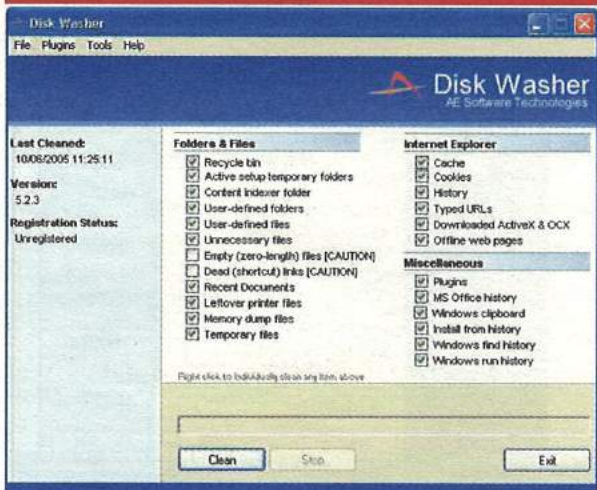 Disk Washer
File Plugins Tools Help
Disk Washer
AE Software Technologies
Last Cleaned:
10/06/2005 11:25:11
Version:
5.2.3
Registration Status:
Unregistered
Folders & Files
Recycle bin
Active setup temporary folders
Content indexer folder
User-defined folders
User-defined files
Unnecessary files
Empty (zero-length) files [CAUTION]
Dead (shortcut) links [CAUTION]
Recent Documents
Leftover printer files
Memory dump files
Temporary files
Right click to individually clean any item above
Internet Explorer
Cache
Cookies
History
Typed URLs
Downloaded ActiveX & OCX
Offline web pages
Miscellaneous
Plugins
MS Office history
Windows clipboard
Install from history
Windows find history
Windows run history
Clean Stop Exit